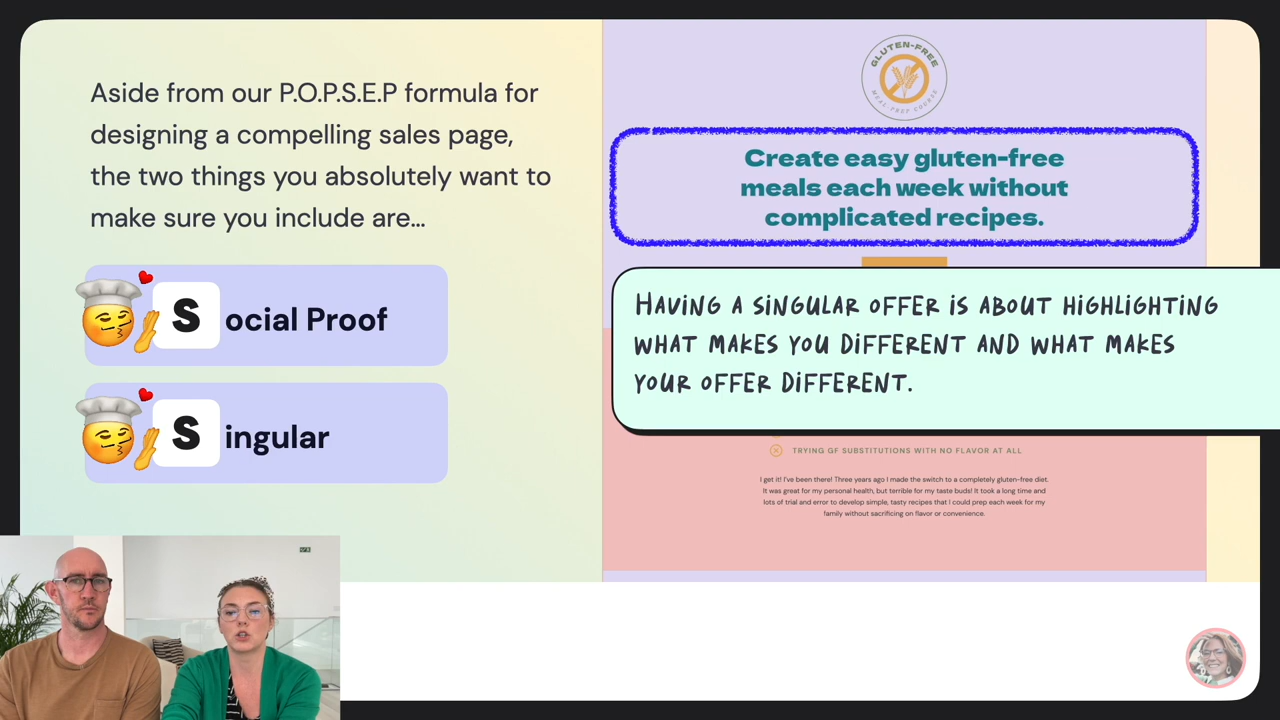 Aside from our P.O.P.S.E.P formula for
designing a compelling sales page,
the two things you absolutely want to
make sure you include are...
Social Proof
Singular
GLUTEN-FREE
MEAL PREP COURSE
Create easy gluten-free
meals each week without
complicated recipes.
HAVING A SINGULAR OFFER IS ABOUT HIGHLIGHTING
WHAT MAKES YOU DIFFERENT AND WHAT MAKES
YOUR OFFER DIFFERENT.
TRYING GF SUBSTITUTIONS WITH NO FLAVOR AT ALL
I get it! I've been there! Three years ago I made the switch to a completely gluten-free diet.
It was great for my personal health, but terrible for my taste buds! It took a long time and
lots of trial and error to develop simple, tasty recipes that I could prep each week for my
family without sacrificing on flavor or convenience.